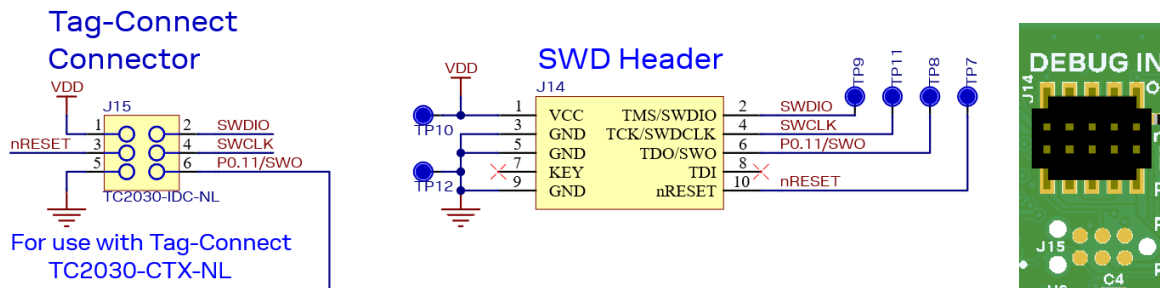 Tag-Connect
Connector
VDD
J15
1
2
SWDIO
nRESET
3
4
SWCLK
5
6
P0.11/SWO
TC2030-IDC-NL
For use with Tag-Connect
TC2030-CTX-NL
SWD Header
VDD
J14
TP10
TP12
1
VCC
TMS/SWDIO
2
SWDIO
3
GND
TCK/SWDCLK
4
SWCLK
5
GND
TDO/SWO
6
P0.11/SWO
7
KEY
TDI
8
9
GND
nRESET
10
nRESET
TP9
TP11
TP8
TP7
DEBUG IN
J14
J15
C4